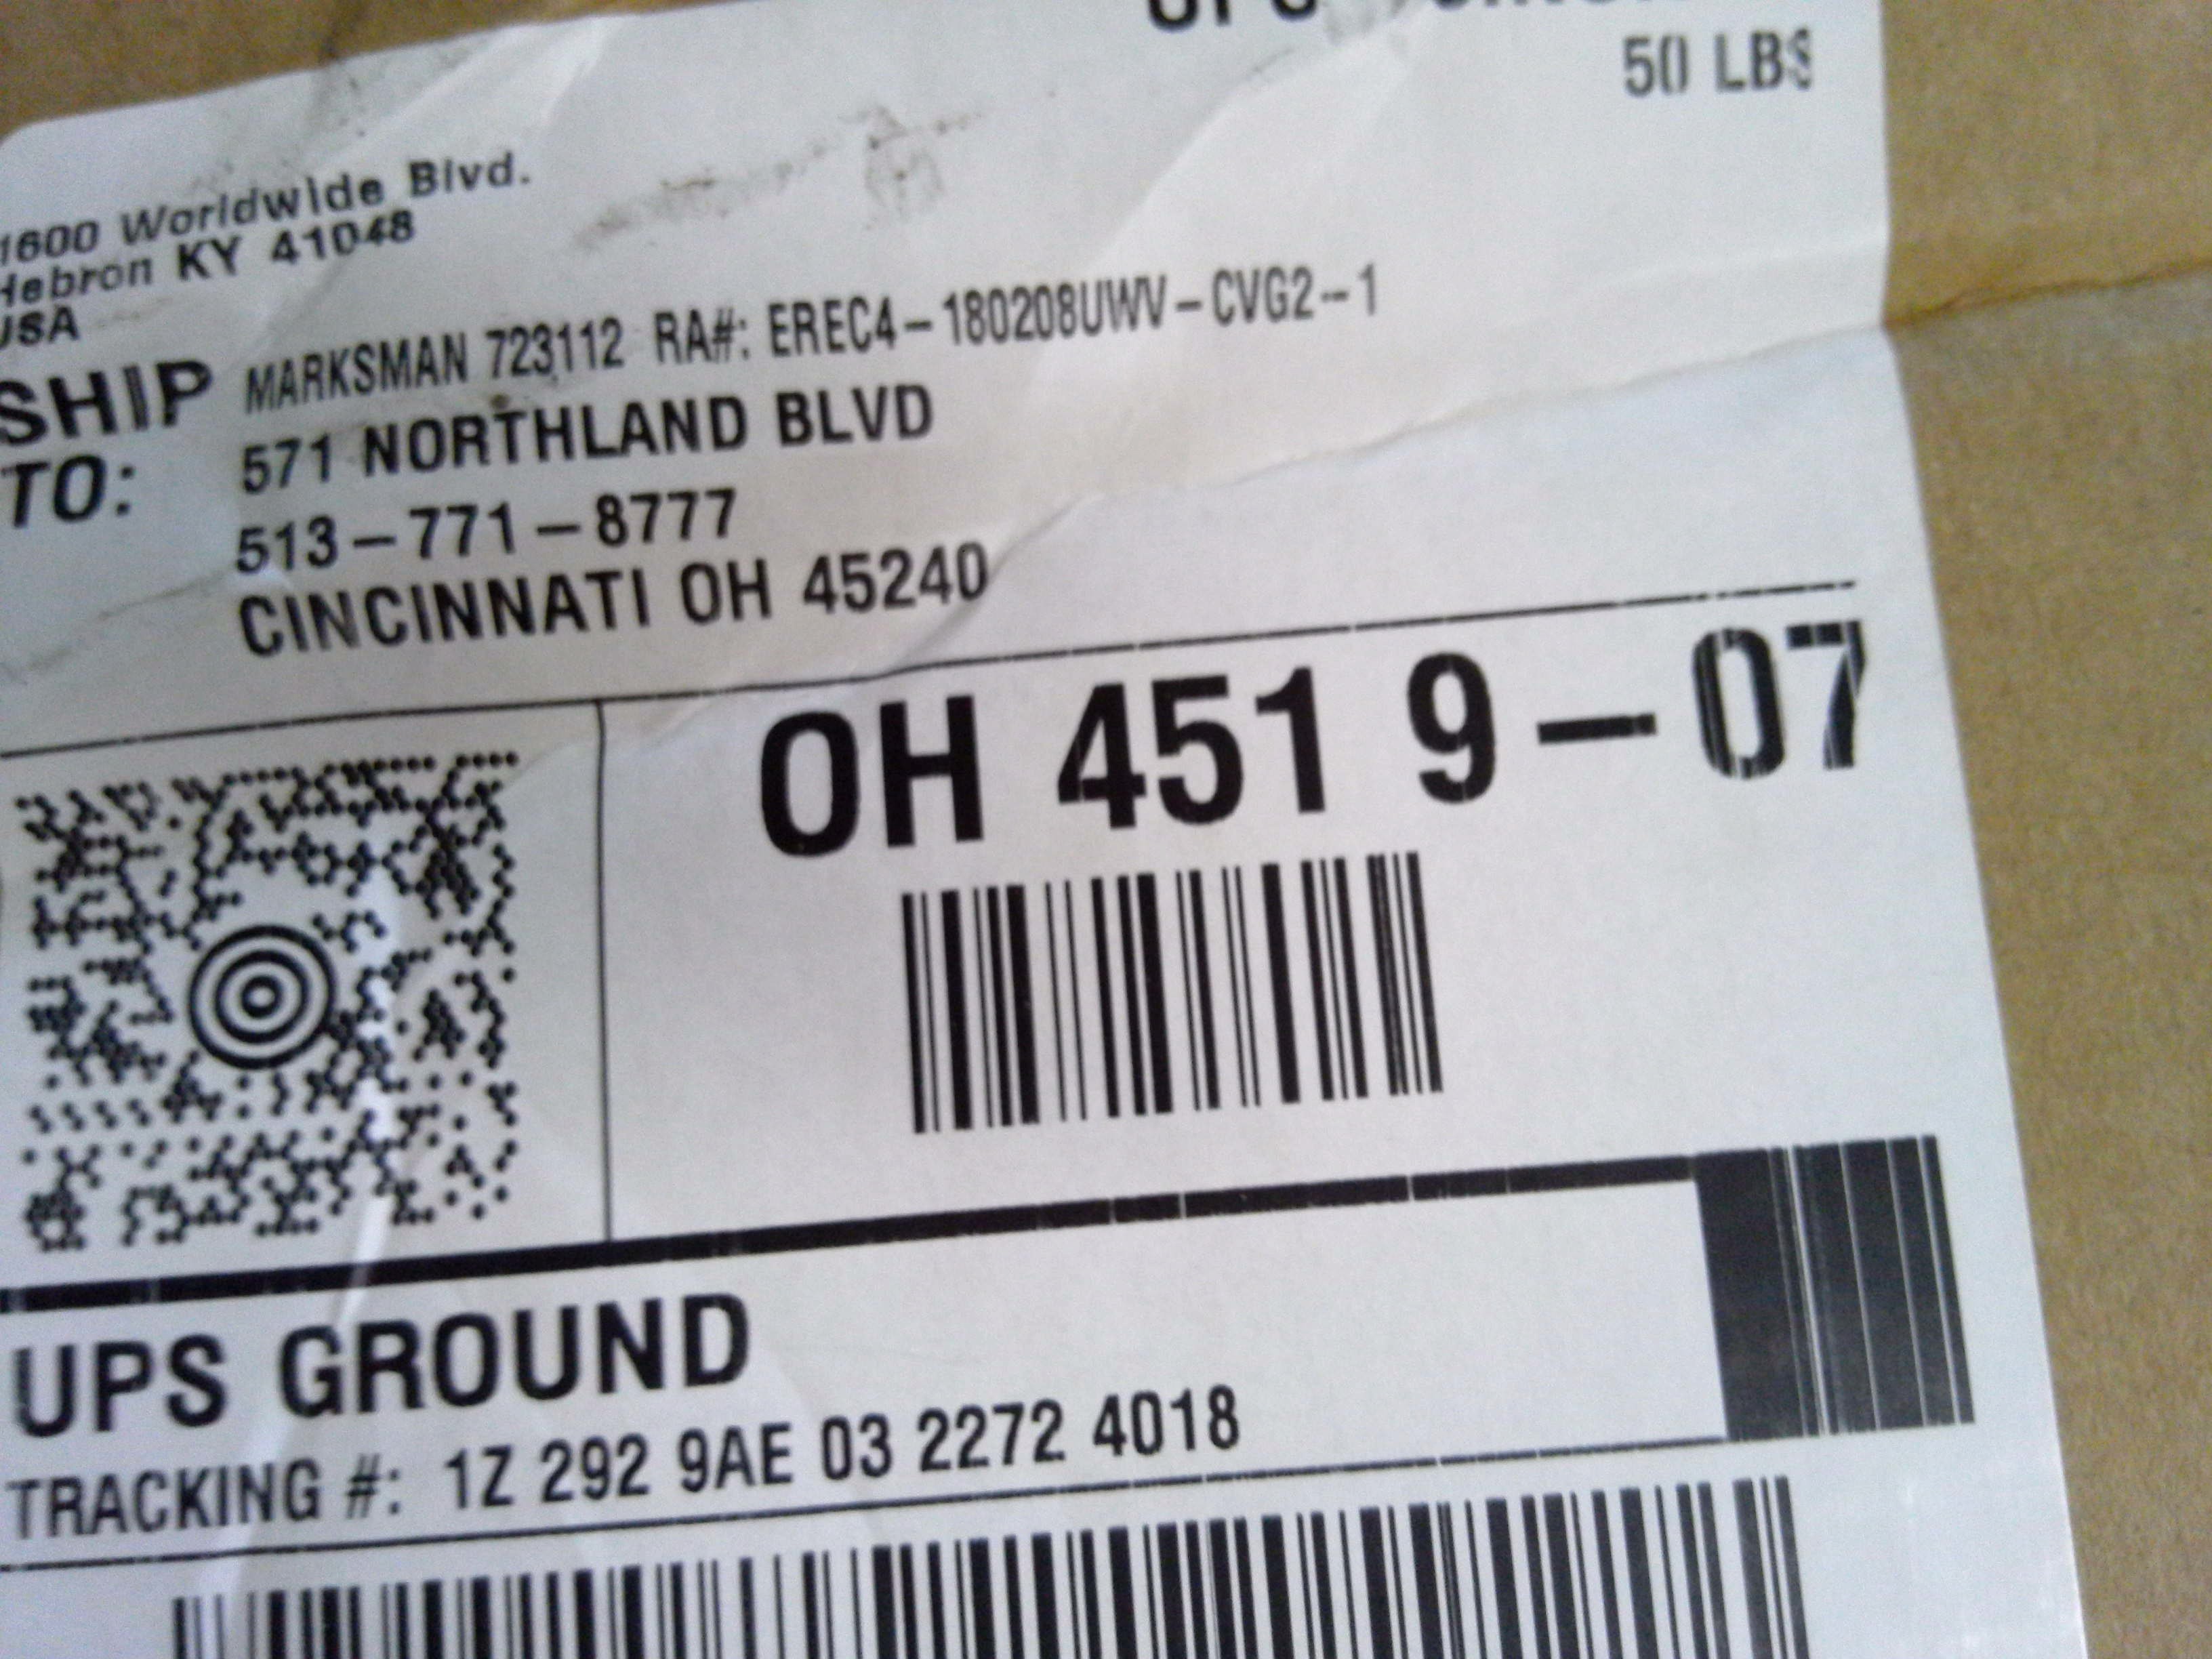 50 LBS
1600 Worldwide Blvd.
Hebron KY 41048
USA
SHIP TO: MARKSMAN 723112 RA#: EREC4-180208UWV-CVG2--1
571 NORTHLAND BLVD
513-771-8777
CINCINNATI OH 45240
OH 451 9-07
UPS GROUND
TRACKING #: 1Z 292 9AE 03 2272 4018